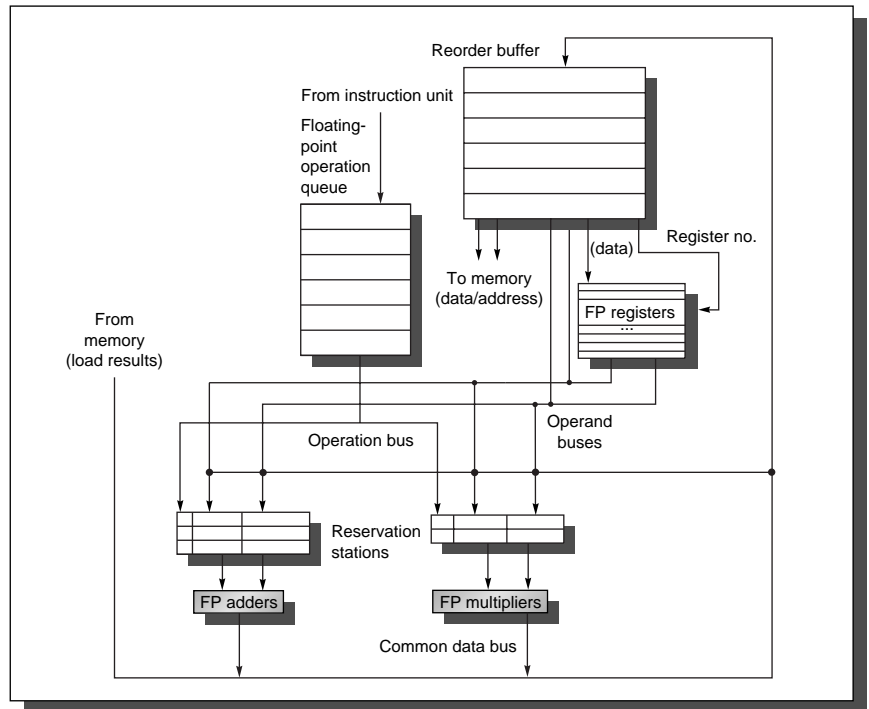 Reorder buffer
From instruction unit
Floating-
point
operation
queue
(data)
Register no.
To memory
(data/address)
FP registers
...
From
memory
(load results)
Operand
buses
Operation bus
Reservation
stations
FP adders
FP multipliers
Common data bus